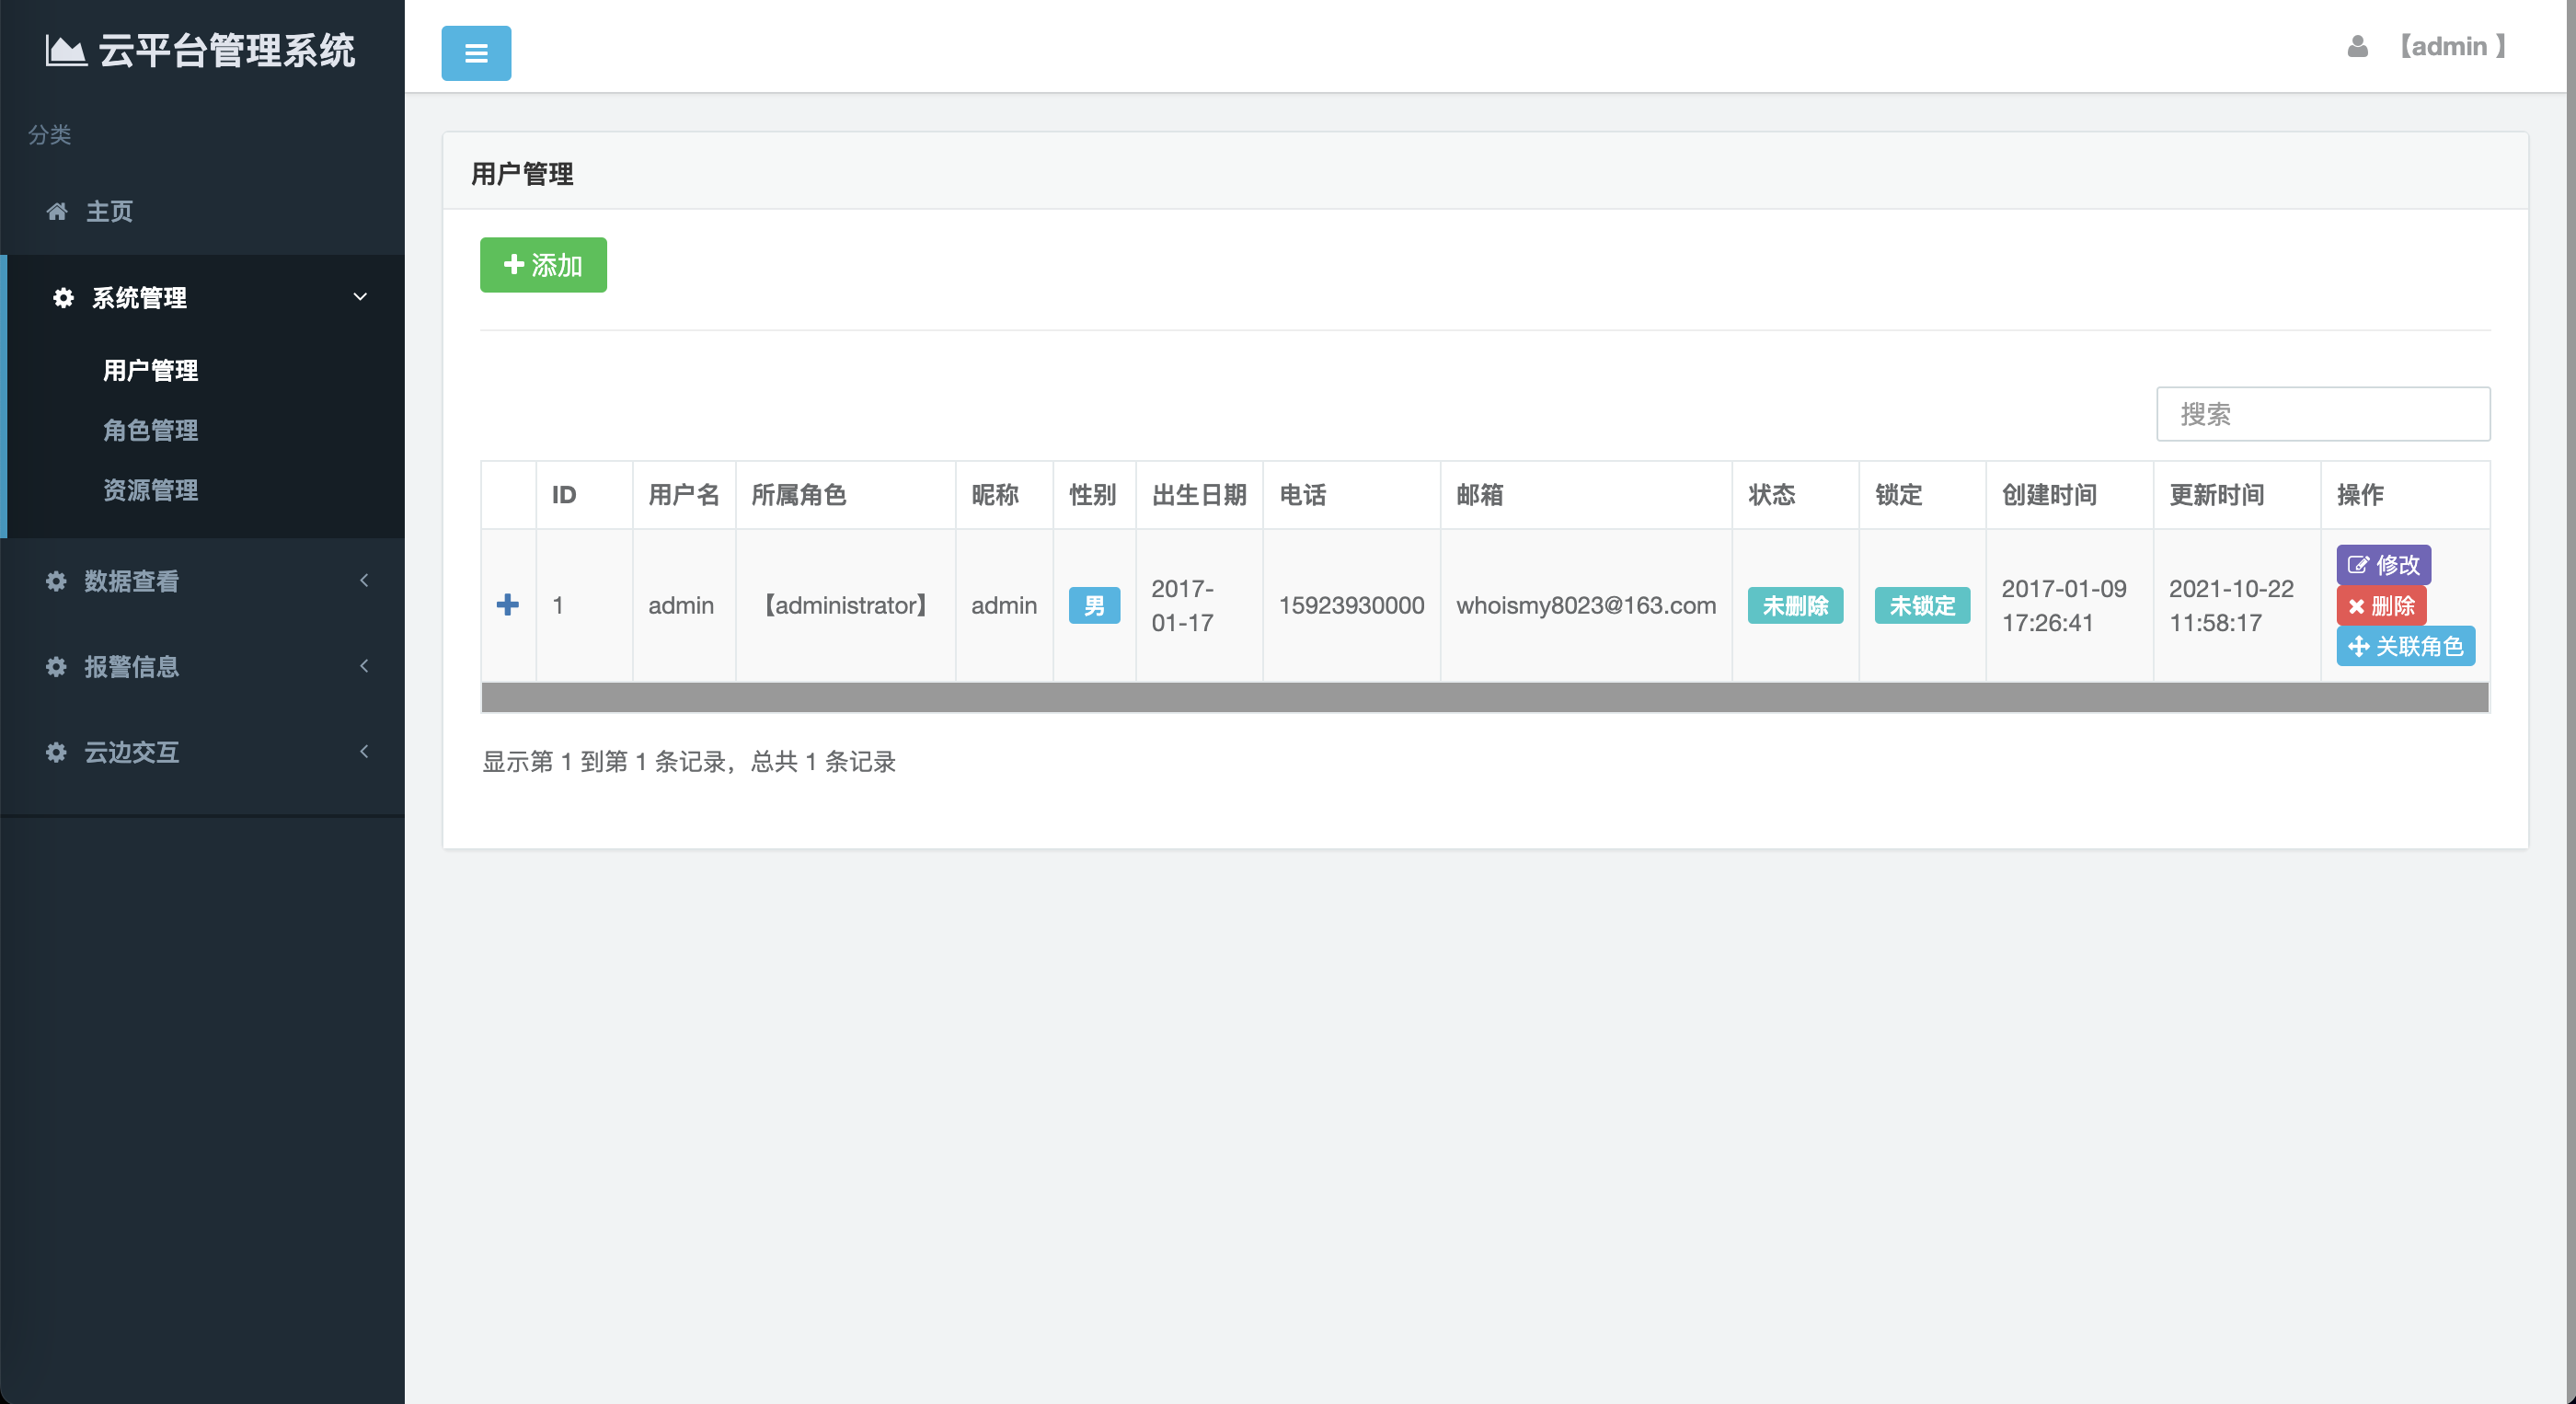 云平台管理系统
【admin 】
分类
主页
系统管理
用户管理
角色管理
资源管理
数据查看
报警信息
云边交互
用户管理
添加
搜索
ID 用户名 所属角色 昵称 性别 出生日期 电话 邮箱 状态 锁定 创建时间 更新时间 操作
1 admin 【administrator】 admin 男 2017-01-17 15923930000 whoismy8023@163.com 未删除 未锁定 2017-01-09 17:26:41 2021-10-22 11:58:17 修改 删除 关联角色
显示第 1 到第 1 条记录，总共 1 条记录